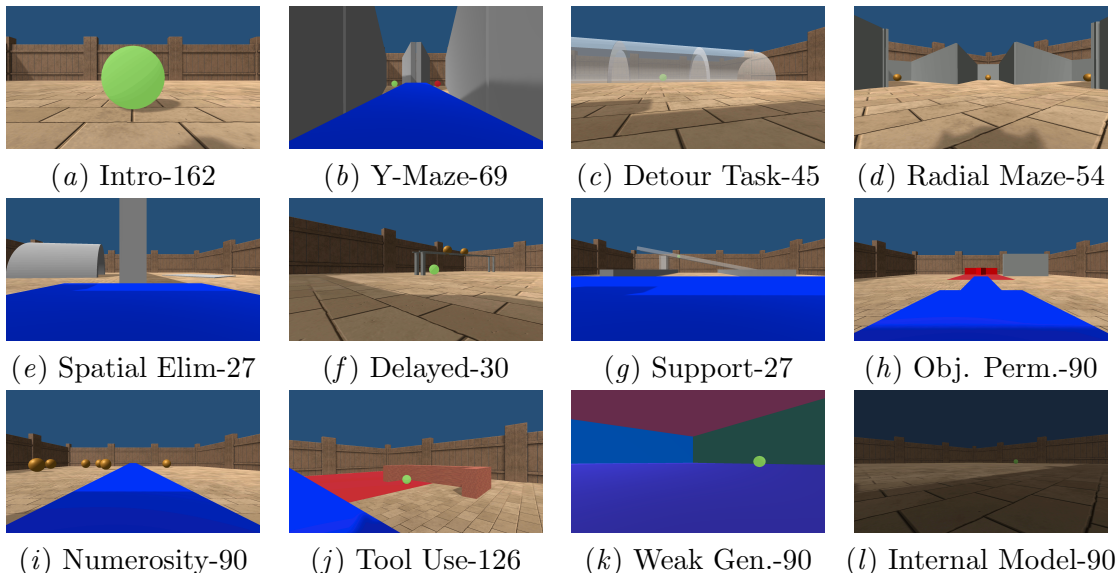 (a) Intro-162
(b) Y-Maze-69
(c) Detour Task-45
(d) Radial Maze-54
(e) Spatial Elim-27
(f) Delayed-30
(g) Support-27
(h) Obj. Perm.-90
(i) Numerosity-90
(j) Tool Use-126
(k) Weak Gen.-90
(l) Internal Model-90